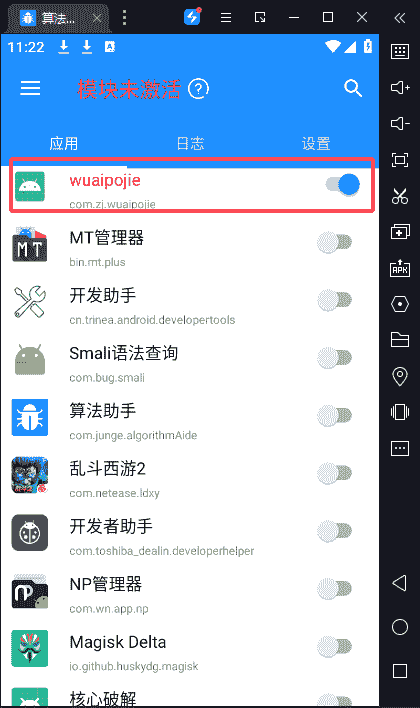 算法...
11:22
A
模块未激活 ?
应用 日志 设置
wuaipojie
com.zj.wuaipojie
MT
MT管理器
bin.mt.plus
开发助手
cn.trinea.android.developertools
Smali语法查询
com.bug.smali
算法助手
com.junge.algorithmAide
乱斗西游2
com.netease.ldxy
开发者助手
com.toshiba_dealin.developerhelper
NP管理器
com.wn.app.np
Magisk Delta
io.github.huskydg.magisk
核心破解
APK